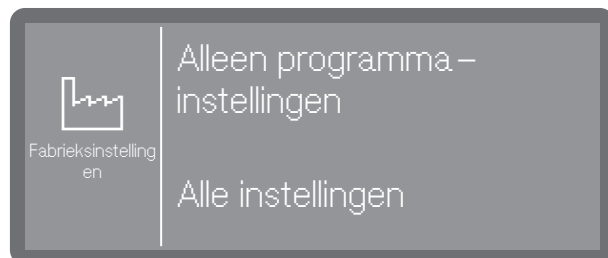 Fabrieksinstelling
en
Alleen programma–
instellingen
Alle instellingen